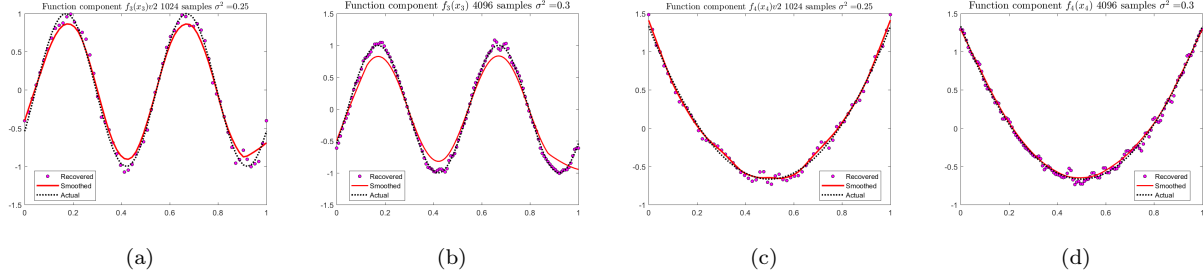 Function component f₃(x₃)v2 1024 samples σ² =0.25
1
0.5
0
-0.5
-1
-1.5
0 0.2 0.4 0.6 0.8 1
Recovered
Smoothed
Actual
(a)
Function component f₃(x₃) 4096 samples σ² =0.3
1.5
1
0.5
0
-0.5
-1
-1.5
0 0.2 0.4 0.6 0.8 1
Recovered
Smoothed
Actual
(b)
Function component f₄(x₄)v2 1024 samples σ² =0.25
1.5
1
0.5
0
-0.5
-1
0 0.2 0.4 0.6 0.8 1
Recovered
Smoothed
Actual
(c)
Function component f₄(x₄) 4096 samples σ² =0.3
1.5
1
0.5
0
-0.5
-1
0 0.2 0.4 0.6 0.8 1
Recovered
Smoothed
Actual
(d)